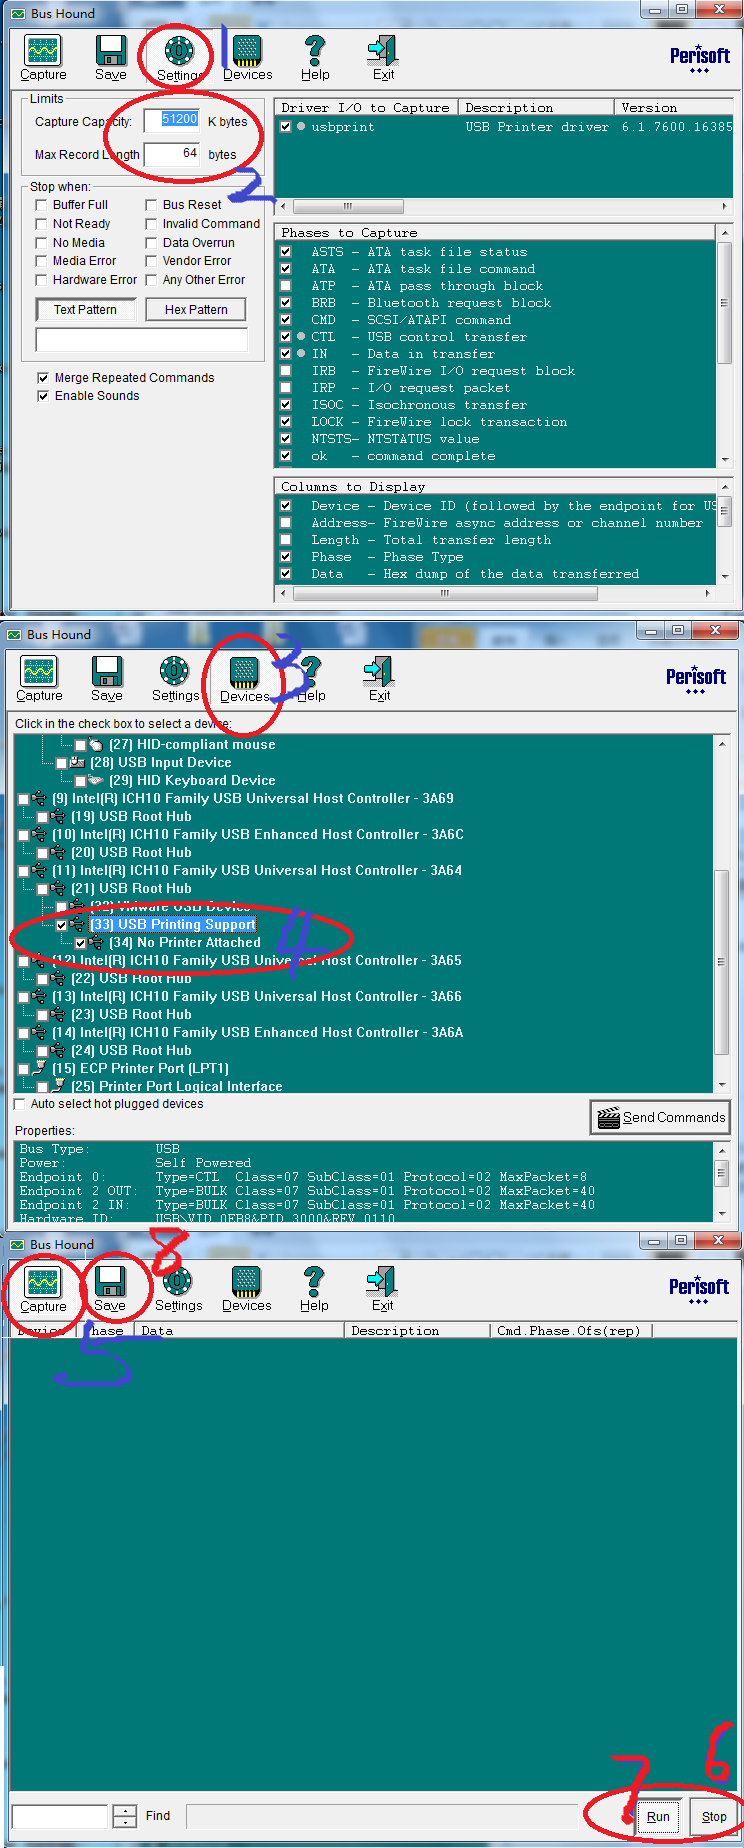 Bus Hound
Capture Save Settings Devices Help Exit
Perisoft
1
Limits
Capture Capacity: 51200 K bytes
Max Record Length 64 bytes
2
Stop when:
Buffer Full Bus Reset
Not Ready Invalid Command
No Media Data Overrun
Media Error Vendor Error
Hardware Error Any Other Error
Text Pattern Hex Pattern
Merge Repeated Commands
Enable Sounds
Driver I/O to Capture Description Version
usbprint USB Printer driver 6.1.7600.16385
Phases to Capture
ASTS - ATA task file status
ATA - ATA task file command
ATP - ATA pass through block
BRB - Bluetooth request block
CMD - SCSI/ATAPI command
CTL - USB control transfer
IN - Data in transfer
IRB - FireWire I/O request block
IRP - I/O request packet
ISOC - Isochronous transfer
LOCK - FireWire lock transaction
NTSTS- NTSTATUS value
ok - command complete
Columns to Display
Device - Device ID (followed by the endpoint for US
Address- FireWire async address or channel number
Length - Total transfer length
Phase - Phase Type
Data - Hex dump of the data transferred
Bus Hound
Capture Save Settings Devices Help Exit
Perisoft
3
Click in the check box to select a device:
(27) HID-compliant mouse
(28) USB Input Device
(29) HID Keyboard Device
(9) Intel(R) ICH10 Family USB Universal Host Controller - 3A69
(19) USB Root Hub
(10) Intel(R) ICH10 Family USB Enhanced Host Controller - 3A6C
(20) USB Root Hub
(11) Intel(R) ICH10 Family USB Universal Host Controller - 3A64
(21) USB Root Hub
(32) VMware USB Device
(33) USB Printing Support
(34) No Printer Attached
4
(12) Intel(R) ICH10 Family USB Universal Host Controller - 3A65
(22) USB Root Hub
(13) Intel(R) ICH10 Family USB Universal Host Controller - 3A66
(23) USB Root Hub
(14) Intel(R) ICH10 Family USB Enhanced Host Controller - 3A6A
(24) USB Root Hub
(15) ECP Printer Port (LPT1)
(25) Printer Port Logical Interface
Auto select hot plugged devices
Send Commands
Properties:
Bus Type: USB
Power: Self Powered
Endpoint 0: Type=CTL Class=07 SubClass=01 Protocol=02 MaxPacket=8
Endpoint 2 OUT: Type=BULK Class=07 SubClass=01 Protocol=02 MaxPacket=40
Endpoint 2 IN: Type=BULK Class=07 SubClass=01 Protocol=02 MaxPacket=40
Hardware ID: USB\VID_0FB8&PID_3000&REV_0110
Bus Hound
8
Capture Save Settings Devices Help Exit
Perisoft
5
Device Phase Data Description Cmd.Phase.Ofs(rep)
7 6
Find Run Stop